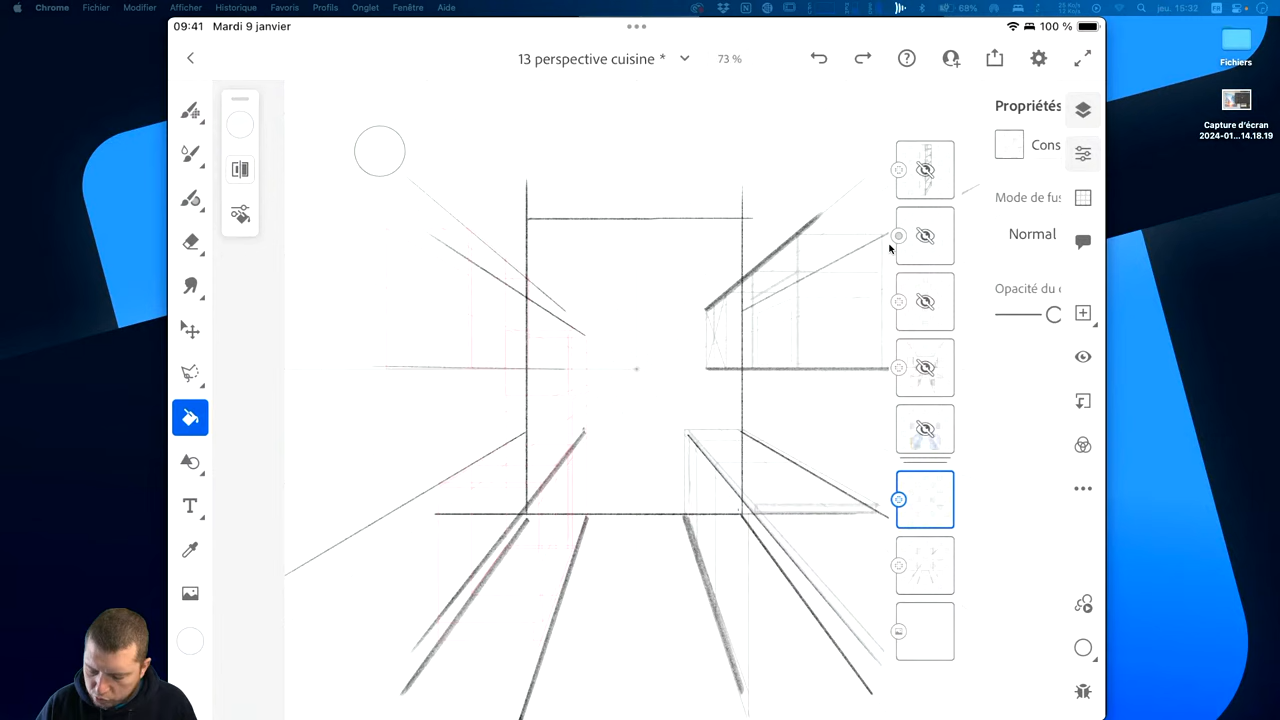 Chrome Fichier Modifier Affichage Historique Favoris Profils Onglet Fenêtre Aide 68% jeu. 15:32
09:41 Mardi 9 janvier 100 %
13 perspective cuisine * 73 %
Fichiers
Capture d'écran
2024-01...14.18.19
Propriétés
Cons
Mode de fus
Normal
Opacité du c
T